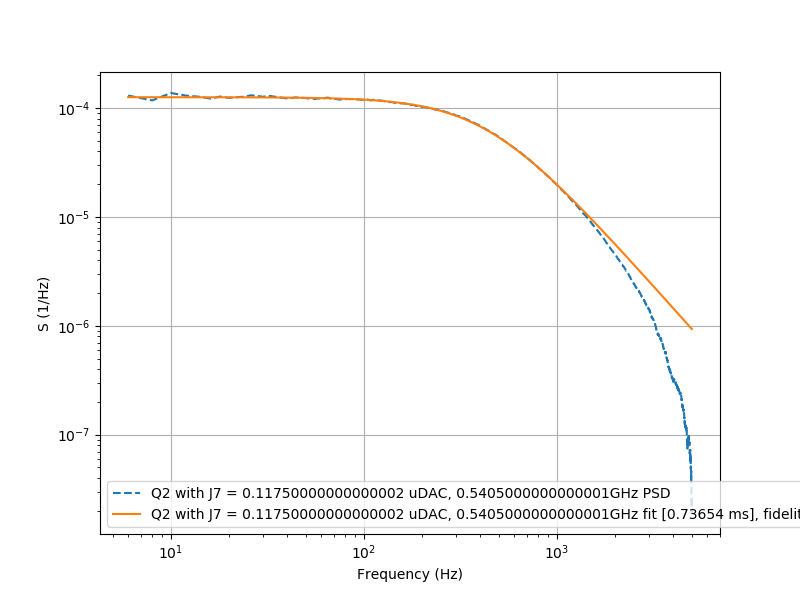 10⁻⁴
10⁻⁵
10⁻⁶
10⁻⁷
S (1/Hz)
Q2 with J7 = 0.11750000000000002 uDAC, 0.5405000000000001GHz PSD
Q2 with J7 = 0.11750000000000002 uDAC, 0.5405000000000001GHz fit [0.73654 ms], fidelit
10¹ 10² 10³
Frequency (Hz)